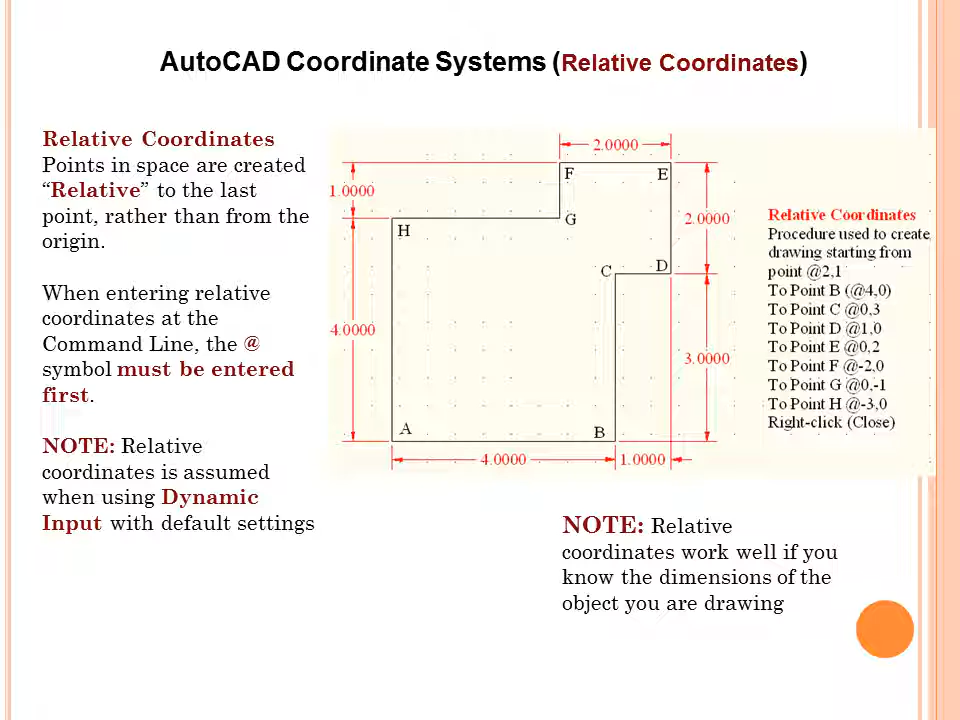 AutoCAD Coordinate Systems (Relative Coordinates)
Relative Coordinates
Points in space are created
“Relative” to the last
point, rather than from the
origin.
When entering relative
coordinates at the
Command Line, the @
symbol must be entered
first.
NOTE: Relative
coordinates is assumed
when using Dynamic
Input with default settings
2.0000
F
E
1.0000
G
2.0000
H
C
D
4.0000
3.0000
A
B
4.0000
1.0000
Relative Coordinates
Procedure used to create
drawing starting from
point @2,1
To Point B (@4,0)
To Point C @0,3
To Point D @1,0
To Point E @0,2
To Point F @-2,0
To Point G @0,-1
To Point H @-3,0
Right-click (Close)
NOTE: Relative
coordinates work well if you
know the dimensions of the
object you are drawing